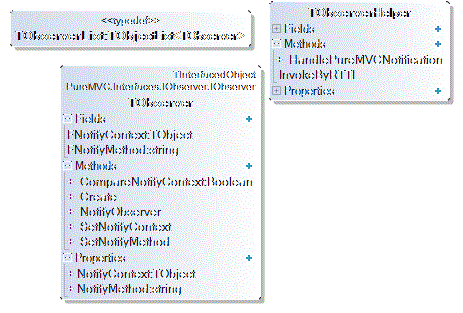 <<typedef>>
TObserverList:TObjectList<TObserver>
TObserverHelper
Fields
Methods
HandlePureMVCNotification
InvokeByRTTI
Properties
TInterfacedObject
PureMVC.Interfaces.IObserver.IObserver
TObserver
Fields
FNotifyContext:TObject
FNotifyMethod:string
Methods
CompareNotifyContext:Boolean
Create
NotifyObserver
SetNotifyContext
SetNotifyMethod
Properties
NotifyContext:TObject
NotifyMethod:string